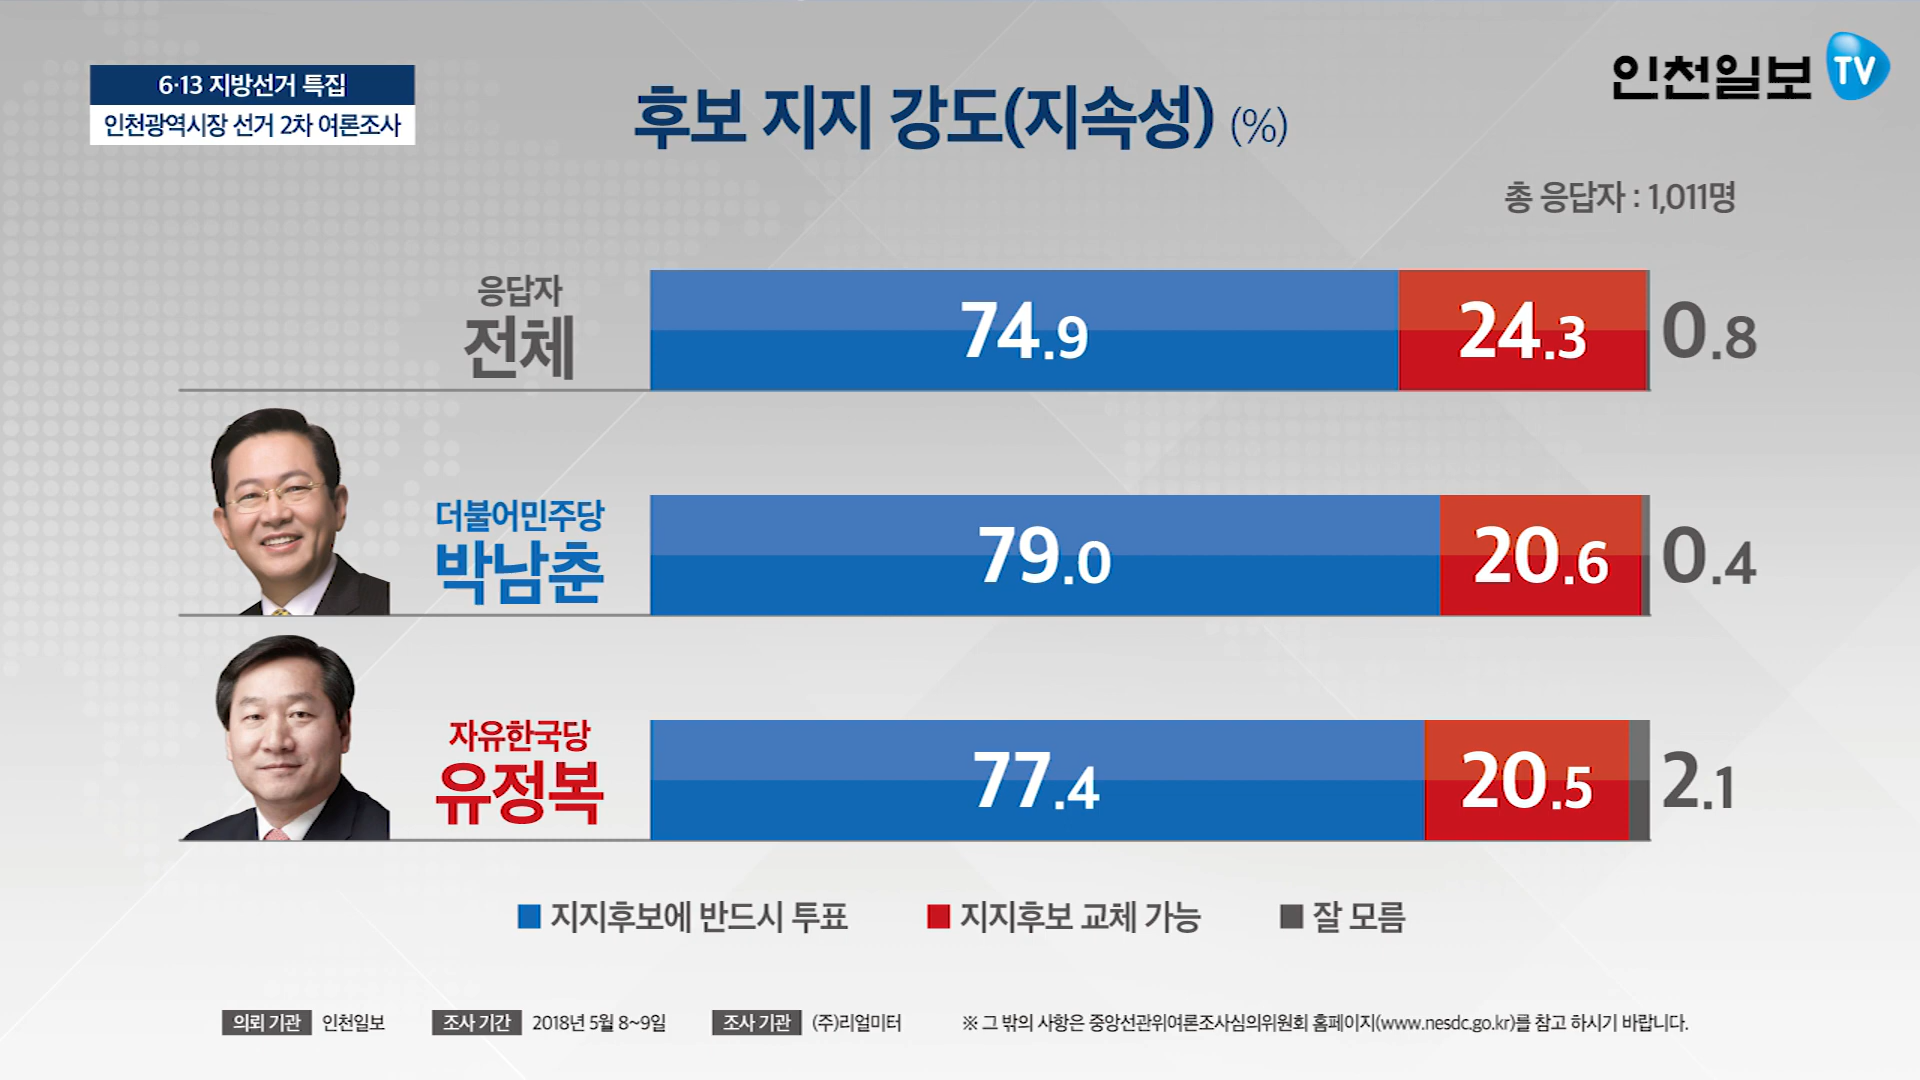 6·13 지방선거 특집
인천광역시장 선거 2차 여론조사
후보 지지 강도(지속성) (%)
인천일보 TV
총 응답자 : 1,011명
응답자
전체
74.9
24.3
0.8
더불어민주당
박남춘
79.0
20.6
0.4
자유한국당
유정복
77.4
20.5
2.1
지지후보에 반드시 투표
지지후보 교체 가능
잘 모름
의뢰 기관 인천일보 조사 기간 2018년 5월 8~9일 조사 기관 (주)리얼미터 ※ 그 밖의 사항은 중앙선관위여론조사심의위원회 홈페이지(www.nesdc.go.kr)를 참고 하시기 바랍니다.